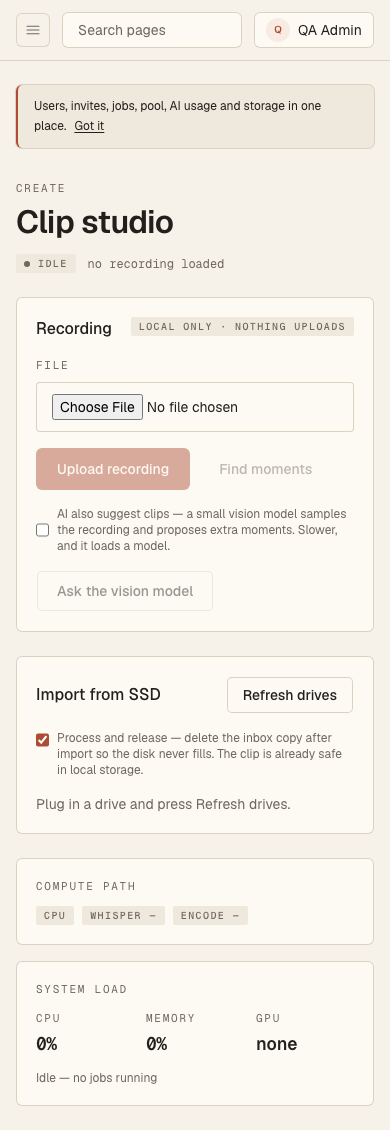 Search pages
Q
QA Admin
Users, invites, jobs, pool, AI usage and storage in one
place. Got it
CREATE
Clip studio
IDLE
no recording loaded
Recording
LOCAL ONLY · NOTHING UPLOADS
FILE
Choose File No file chosen
Upload recording
Find moments
AI also suggest clips — a small vision model samples
the recording and proposes extra moments. Slower,
and it loads a model.
Ask the vision model
Import from SSD
Refresh drives
Process and release — delete the inbox copy after
import so the disk never fills. The clip is already safe
in local storage.
Plug in a drive and press Refresh drives.
COMPUTE PATH
CPU
WHISPER —
ENCODE —
SYSTEM LOAD
CPU
MEMORY
GPU
0%
0%
none
Idle — no jobs running